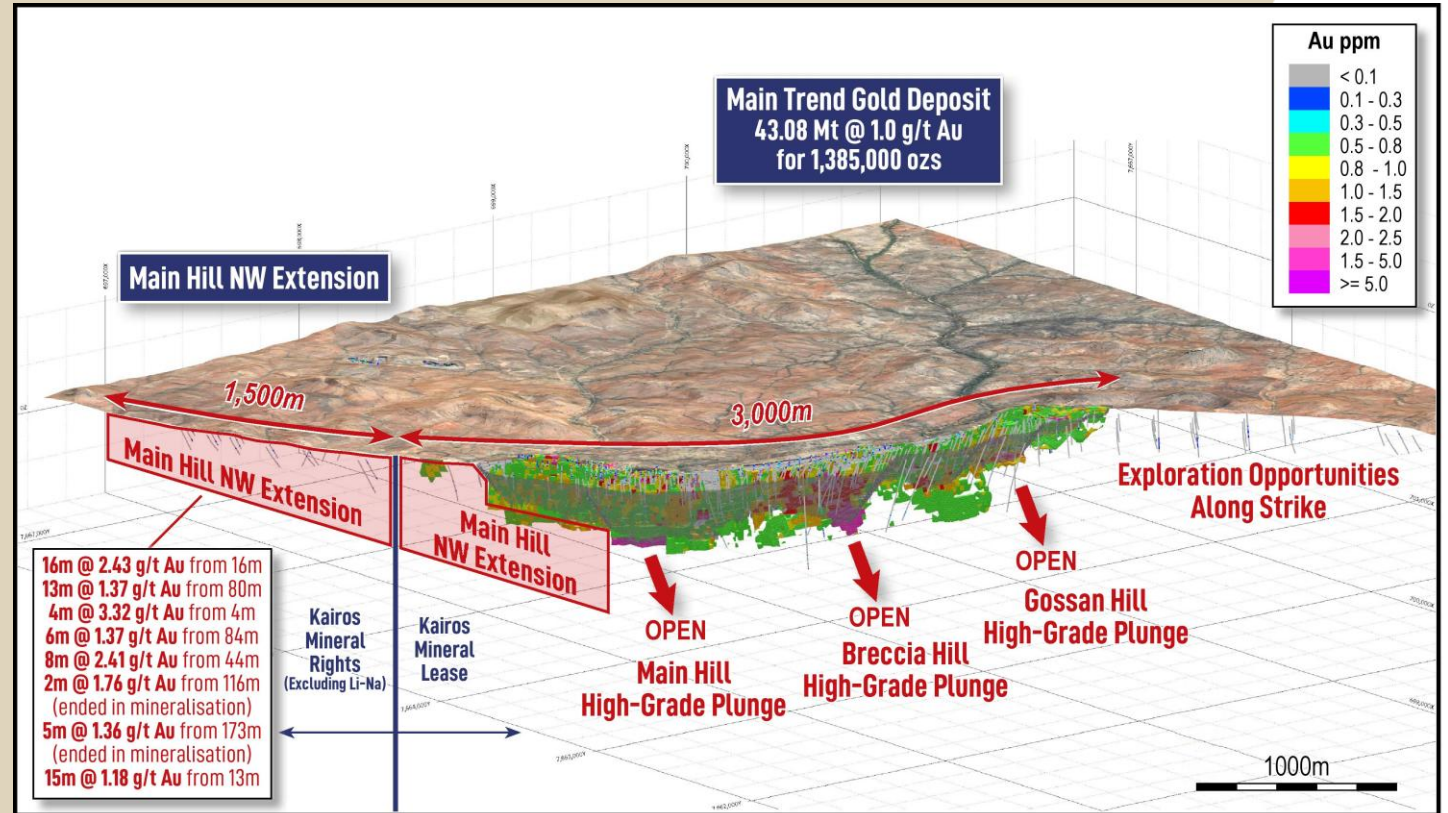 Main Trend Gold Deposit
43.08 Mt @ 1.0 g/t Au
for 1,385,000 ozs
Au ppm
< 0.1
0.1 - 0.3
0.3 - 0.5
0.5 - 0.8
0.8 - 1.0
1.0 - 1.5
1.5 - 2.0
2.0 - 2.5
1.5 - 5.0
>= 5.0
Main Hill NW Extension
1,500m
3,000m
Main Hill NW Extension
Main Hill
NW Extension
Exploration Opportunities
Along Strike
16m @ 2.43 g/t Au from 16m
13m @ 1.37 g/t Au from 80m
4m @ 3.32 g/t Au from 4m
6m @ 1.37 g/t Au from 84m
8m @ 2.41 g/t Au from 44m
2m @ 1.76 g/t Au from 116m
(ended in mineralisation)
5m @ 1.36 g/t Au from 173m
(ended in mineralisation)
15m @ 1.18 g/t Au from 13m
Kairos
Mineral
Rights
(Excluding Li-Na)
Kairos
Mineral
Lease
OPEN
Main Hill
High-Grade Plunge
OPEN
Breccia Hill
High-Grade Plunge
OPEN
Gossan Hill
High-Grade Plunge
1000m